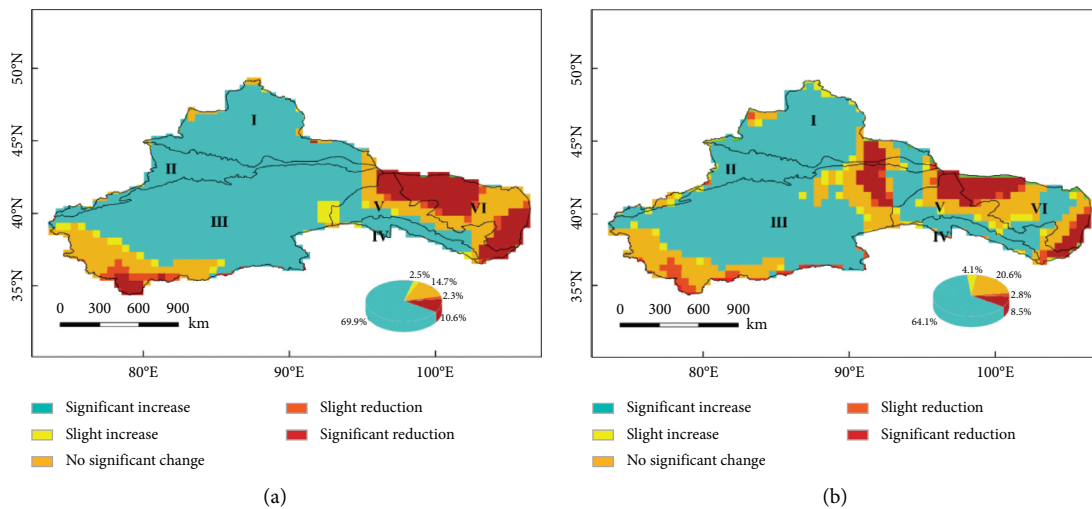 50°N
45°N
40°N
35°N
I
II
III
IV
V
VI
0 300 600 900
km
2.5%
14.7%
2.3%
10.6%
69.9%
80°E 90°E 100°E
Significant increase
Slight increase
No significant change
Slight reduction
Significant reduction
(a)
50°N
45°N
40°N
35°N
I
II
III
IV
V
VI
0 300 600 900
km
4.1%
20.6%
2.8%
8.5%
64.1%
80°E 90°E 100°E
Significant increase
Slight increase
No significant change
Slight reduction
Significant reduction
(b)